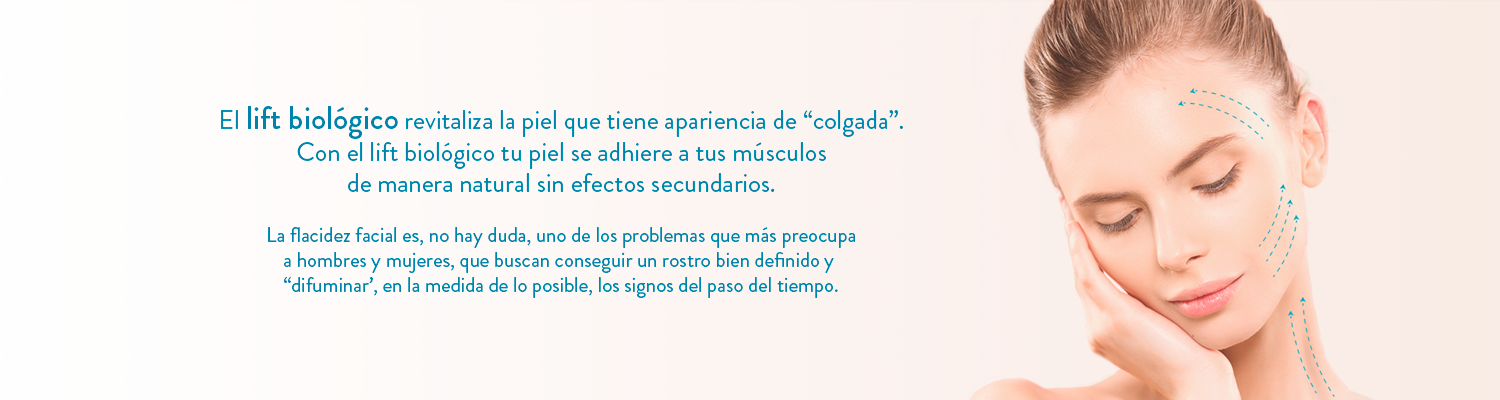 El lift biológico revitaliza la piel que tiene apariencia de “colgada”.
Con el lift biológico tu piel se adhiere a tus músculos
de manera natural sin efectos secundarios.
La flacidez facial es, no hay duda, uno de los problemas que más preocupa
a hombres y mujeres, que buscan conseguir un rostro bien definido y
“difuminar’, en la medida de lo posible, los signos del paso del tiempo.